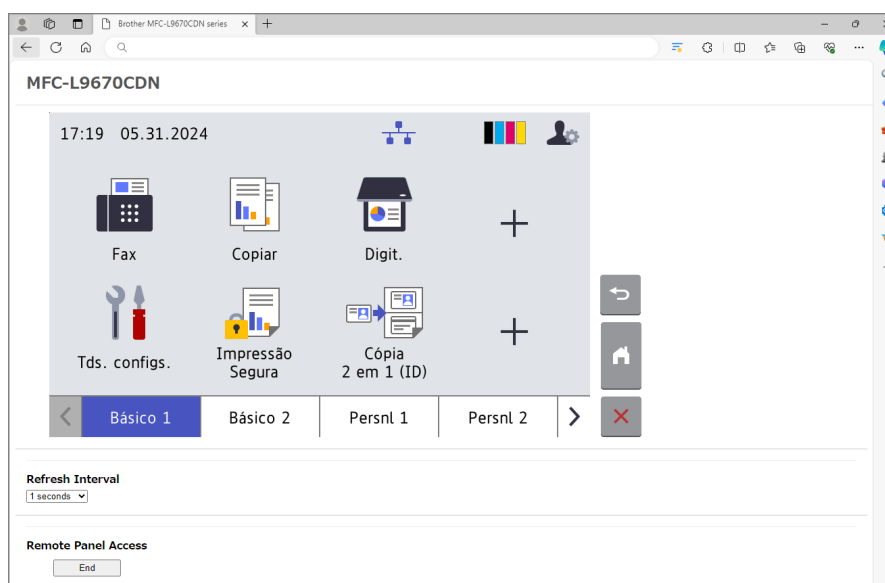 Brother MFC-L9670CDN series
MFC-L9670CDN
17:19 05.31.2024
Fax
Copiar
Digit.
Tds. configs.
Impressão
Segura
Cópia
2 em 1 (ID)
Básico 1
Básico 2
Persnl 1
Persnl 2
Refresh Interval
1 seconds
Remote Panel Access
End